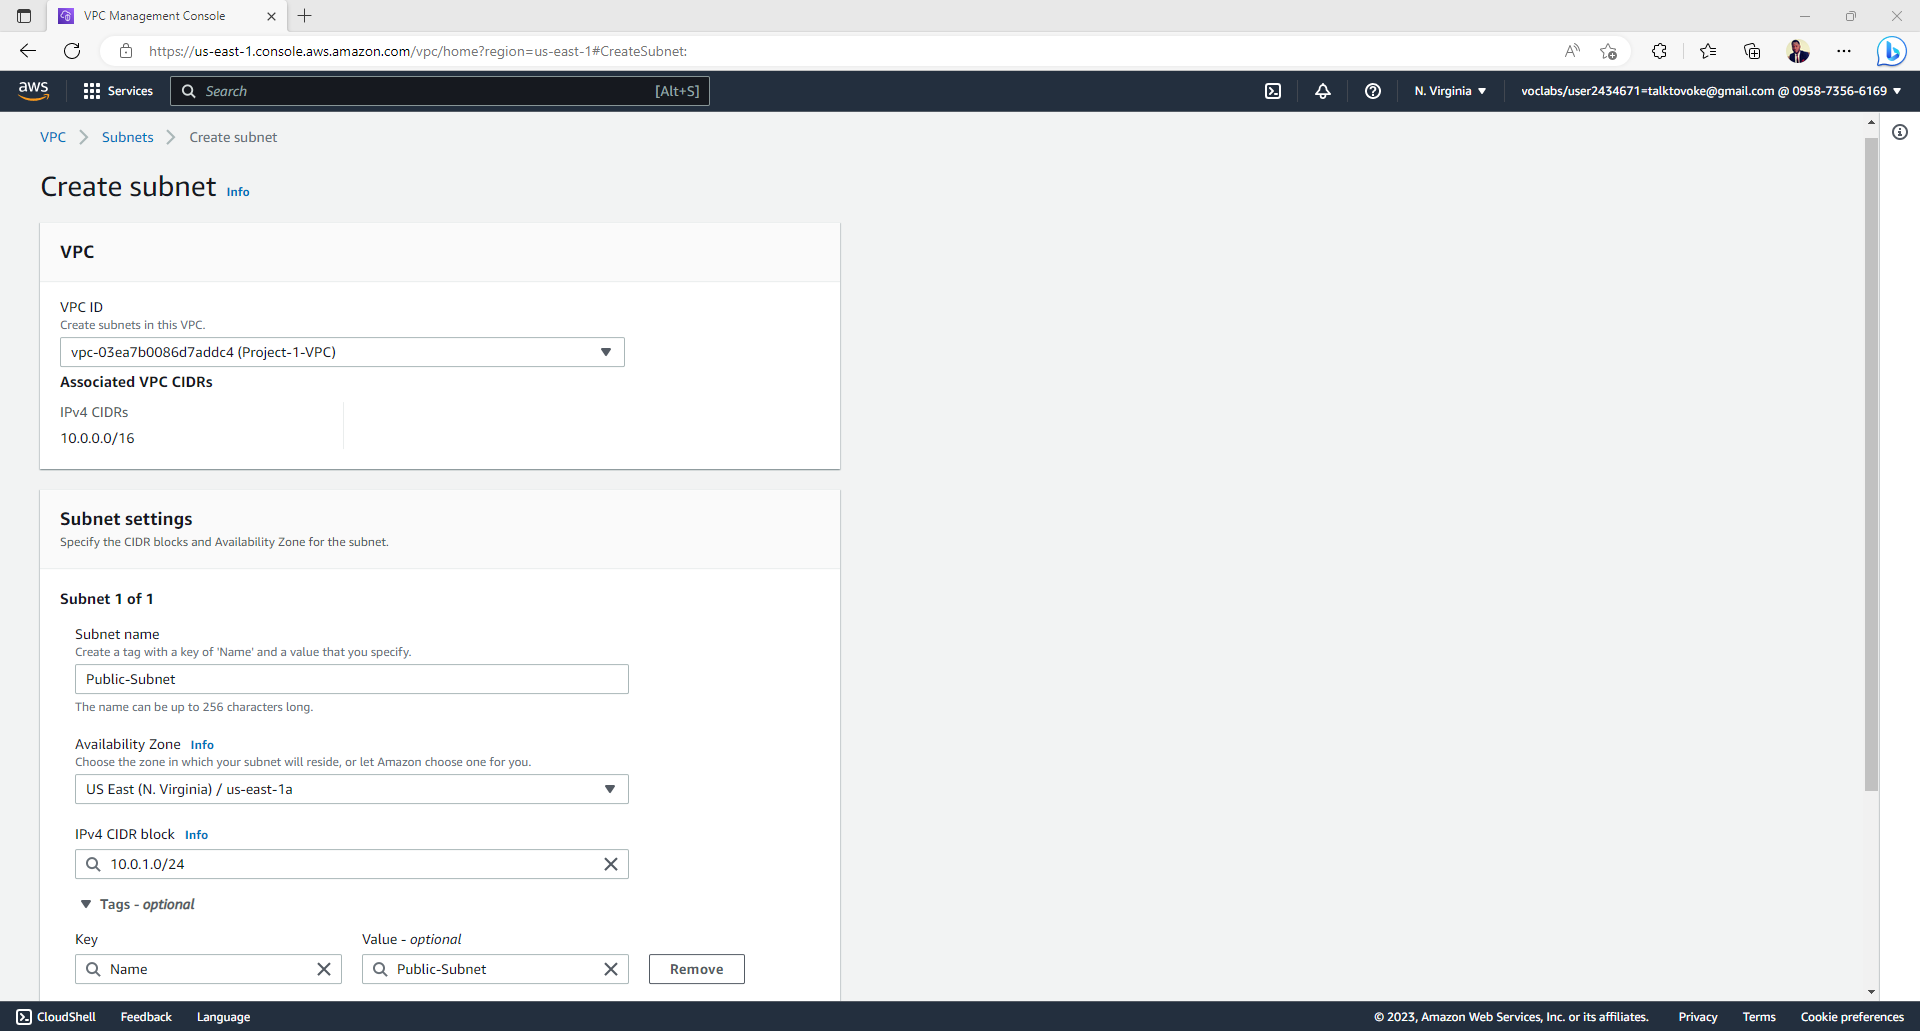 VPC Management Console
https://us-east-1.console.aws.amazon.com/vpc/home?region=us-east-1#CreateSubnet:
aws Services Search [Alt+S] N. Virginia voclabs/user2434671=talktovoke@gmail.com @ 0958-7356-6169
VPC Subnets Create subnet
Create subnet Info
VPC
VPC ID
Create subnets in this VPC.
vpc-03ea7b0086d7addc4 (Project-1-VPC)
Associated VPC CIDRs
IPv4 CIDRs
10.0.0.0/16
Subnet settings
Specify the CIDR blocks and Availability Zone for the subnet.
Subnet 1 of 1
Subnet name
Create a tag with a key of 'Name' and a value that you specify.
Public-Subnet
The name can be up to 256 characters long.
Availability Zone Info
Choose the zone in which your subnet will reside, or let Amazon choose one for you.
US East (N. Virginia) / us-east-1a
IPv4 CIDR block Info
10.0.1.0/24
Tags - optional
Key Value - optional
Name Public-Subnet Remove
CloudShell Feedback Language © 2023, Amazon Web Services, Inc. or its affiliates. Privacy Terms Cookie preferences